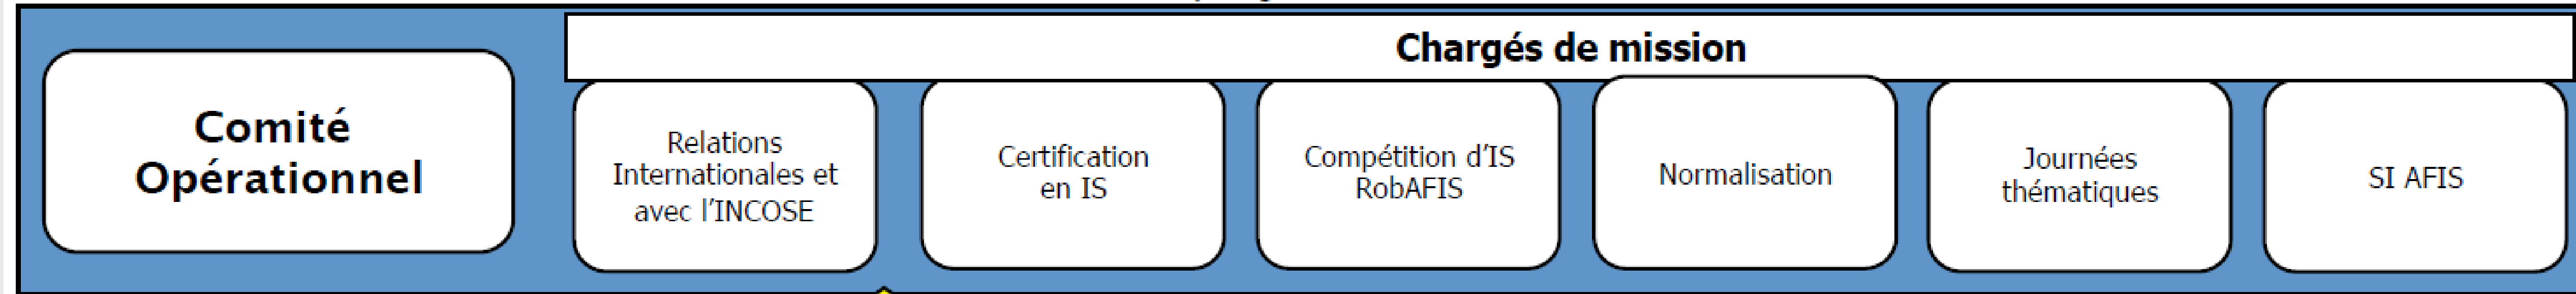 Chargés de mission
Comité
Opérationnel
Relations
Internationales et
avec l'INCOSE
Certification
en IS
Compétition d'IS
RobAFIS
Normalisation
Journées
thématiques
SI AFIS